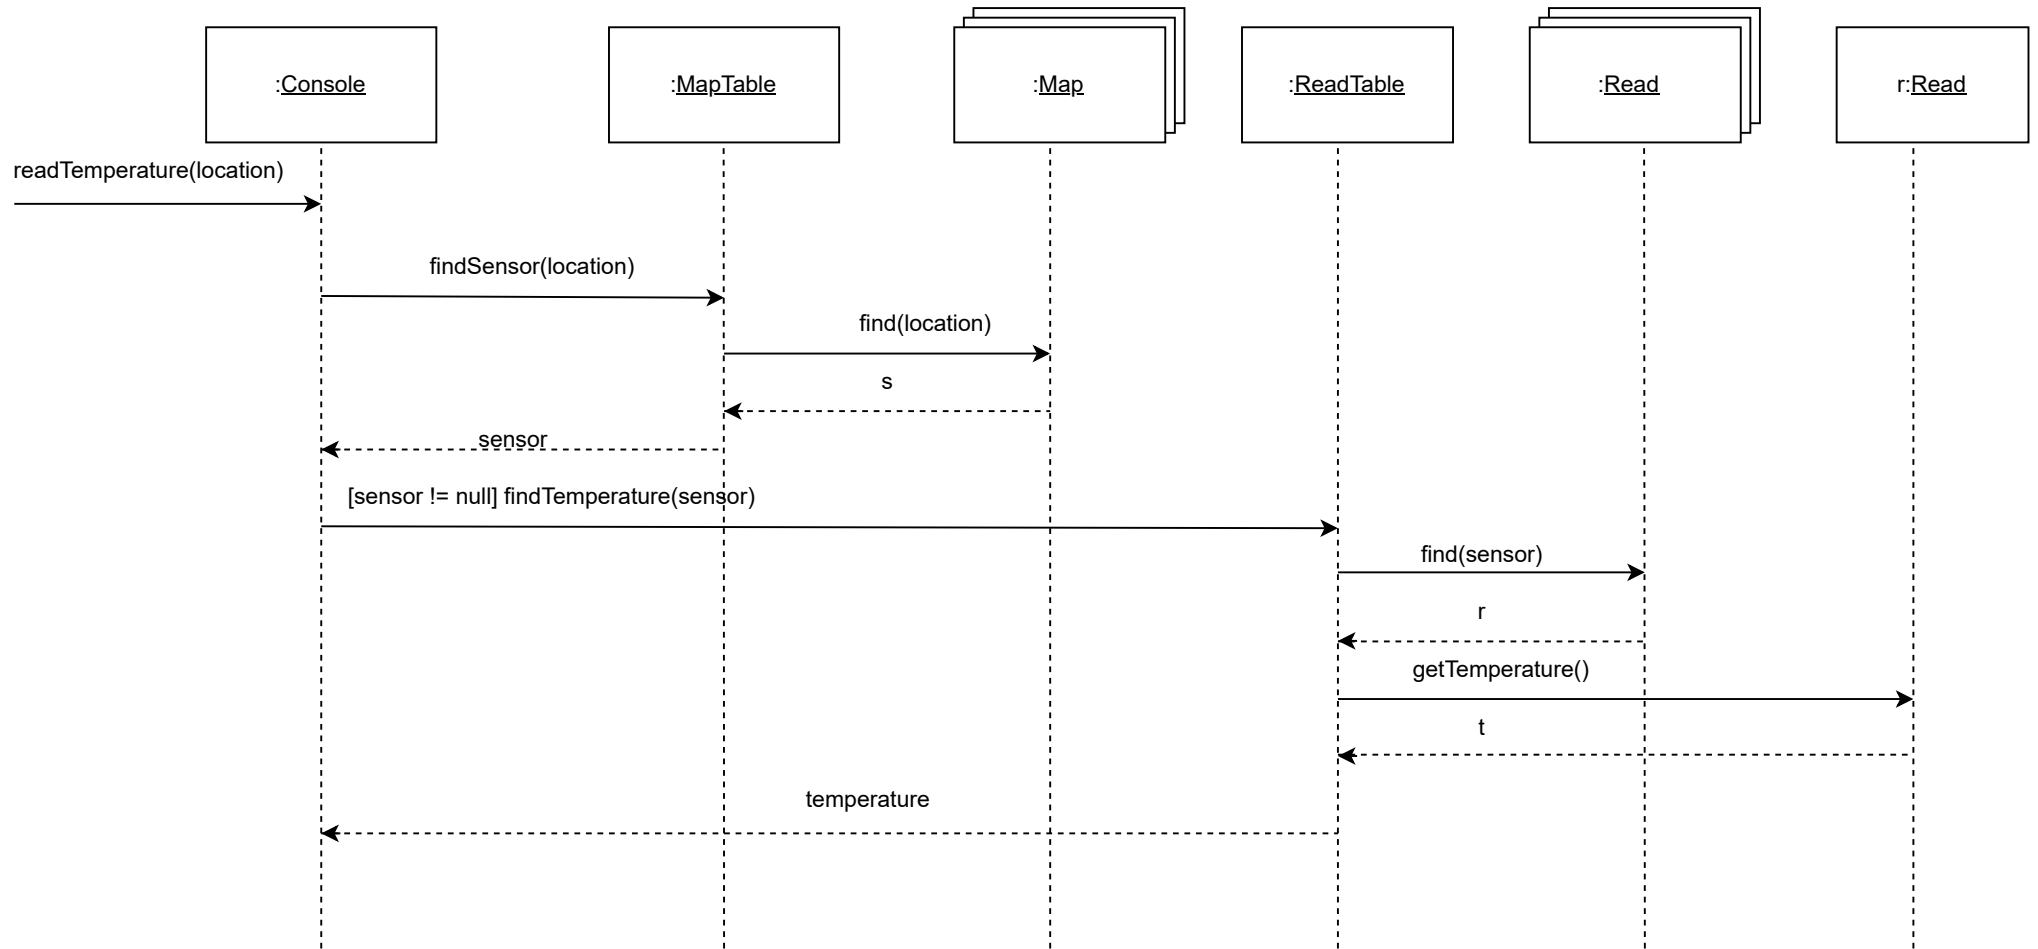 :Console
:MapTable
:Map
:ReadTable
:Read
r:Read
readTemperature(location)
findSensor(location)
find(location)
s
sensor
[sensor != null] findTemperature(sensor)
find(sensor)
r
getTemperature()
t
temperature